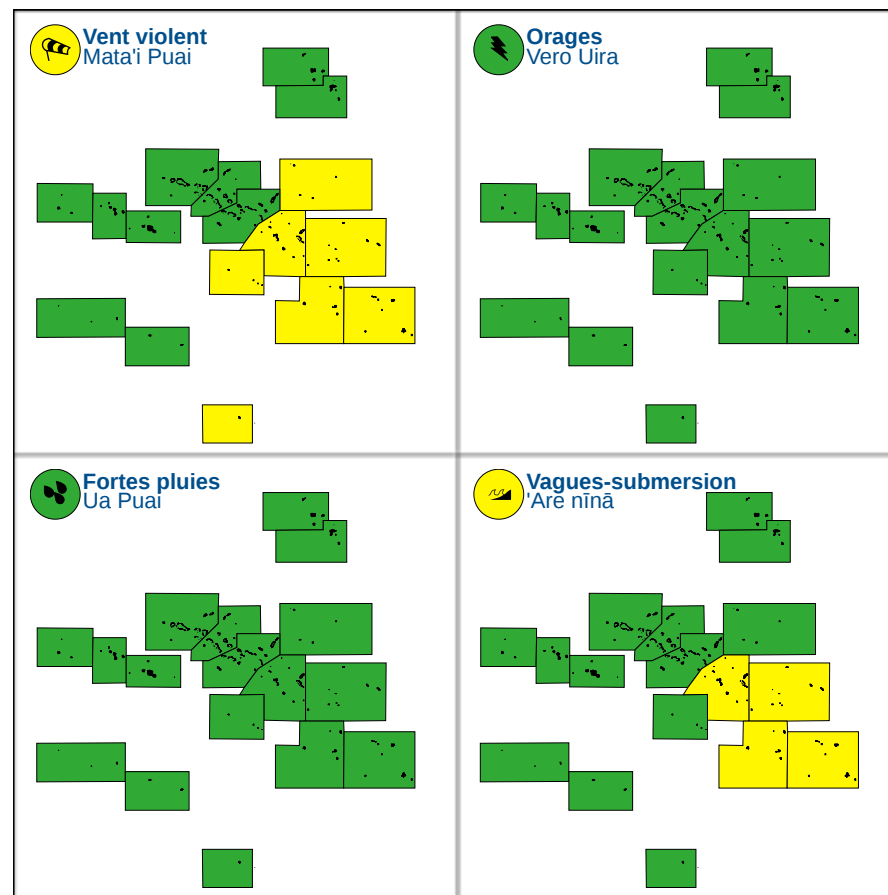 Vent violent
Mata'i Puai
Orages
Vero Uira
Fortes pluies
Ua Puai
Vagues-submersion
'Are nīnā